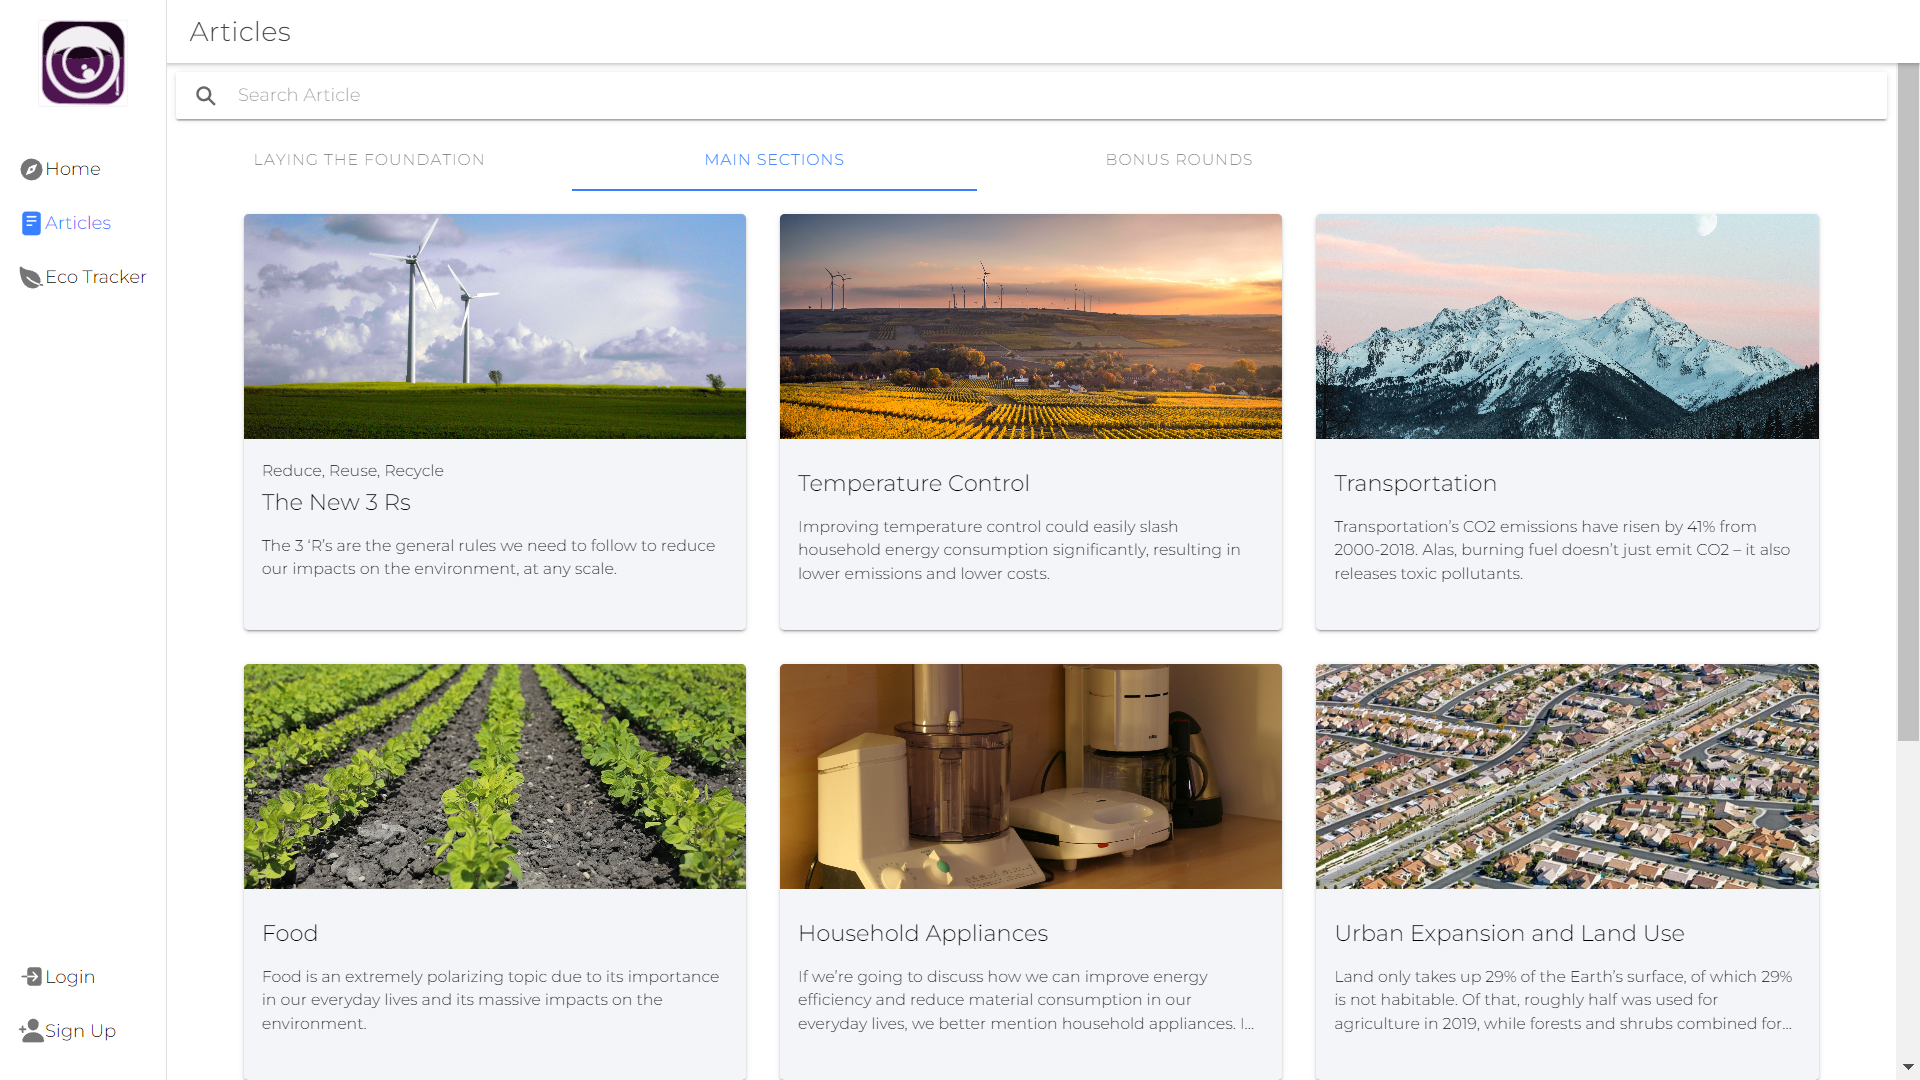 Articles
Search Article
Home
Articles
Eco Tracker
Login
Sign Up
LAYING THE FOUNDATION
MAIN SECTIONS
BONUS ROUNDS
Reduce, Reuse, Recycle
The New 3 Rs
The 3 ‘R’s are the general rules we need to follow to reduce
our impacts on the environment, at any scale.
Temperature Control
Improving temperature control could easily slash
household energy consumption significantly, resulting in
lower emissions and lower costs.
Transportation
Transportation’s CO2 emissions have risen by 41% from
2000-2018. Alas, burning fuel doesn’t just emit CO2 – it also
releases toxic pollutants.
Food
Food is an extremely polarizing topic due to its importance
in our everyday lives and its massive impacts on the
environment.
Household Appliances
If we’re going to discuss how we can improve energy
efficiency and reduce material consumption in our
everyday lives, we better mention household appliances. I...
Urban Expansion and Land Use
Land only takes up 29% of the Earth’s surface, of which 29%
is not habitable. Of that, roughly half was used for
agriculture in 2019, while forests and shrubs combined for...